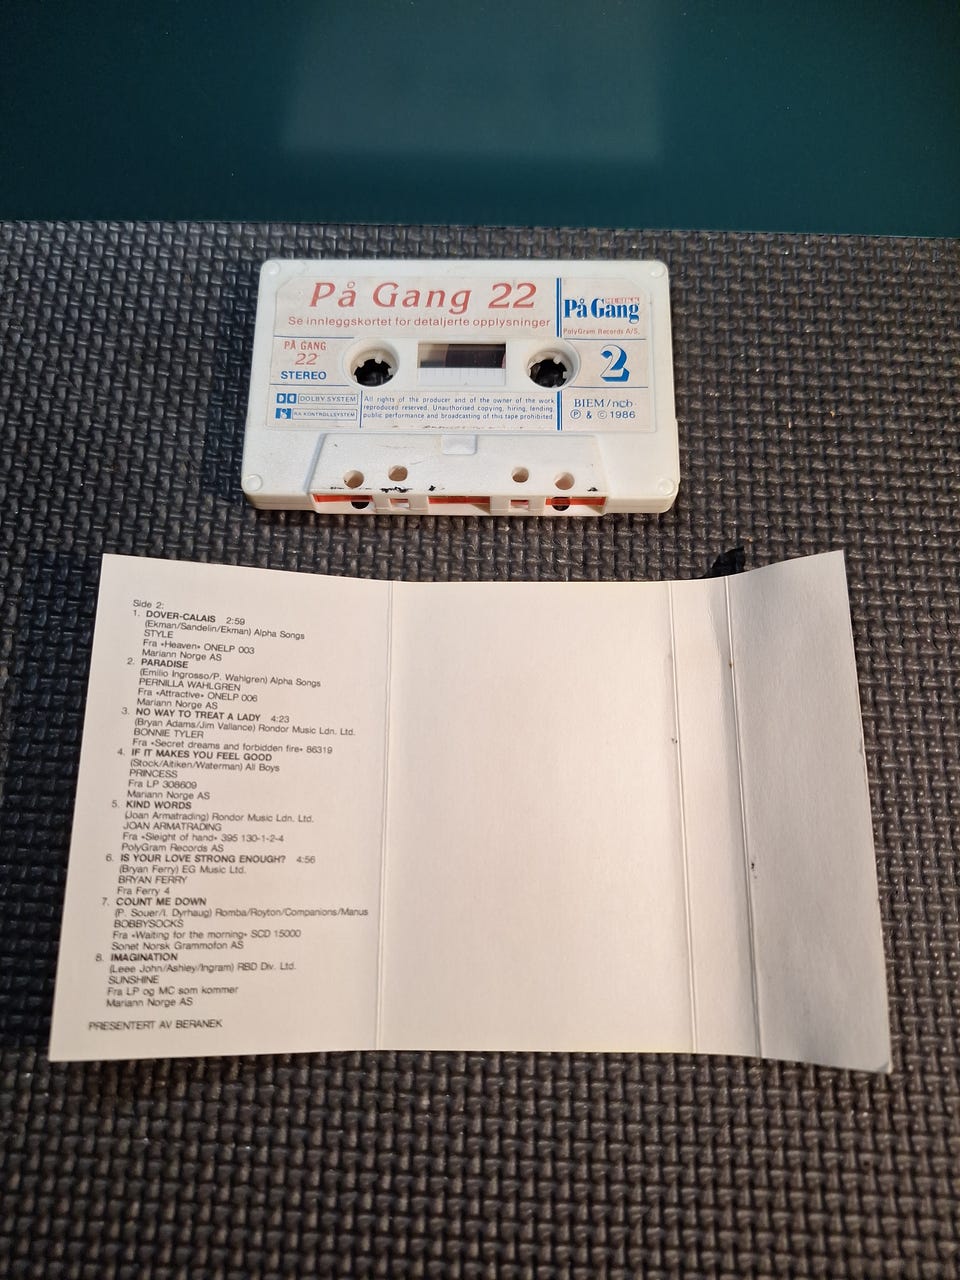 På Gang 22
Se innleggskortet for detaljerte opplysninger
MUSIKK
På Gang
PolyGram Records A/S.
PÅ GANG
22
STEREO
2
DOLBY SYSTEM
KONTROLLSYSTEM
All rights of the producer and of the owner of the work
reproduced reserved. Unauthorised copying, hiring, lending,
public performance and broadcasting of this tape prohibited.
BIEM/ncb
Ⓟ & © 1986
Side 2:
1. DOVER-CALAIS 2:59
(Ekman/Sandelin/Ekman) Alpha Songs
STYLE
Fra «Heaven» ONELP 003
Mariann Norge AS
2. PARADISE
(Emilio Ingrosso/P. Wahlgren) Alpha Songs
PERNILLA WAHLGREN
Fra «Attractive» ONELP 006
Mariann Norge AS
3. NO WAY TO TREAT A LADY 4:23
(Bryan Adams/Jim Vallance) Rondor Music Ldn. Ltd.
BONNIE TYLER
Fra «Secret dreams and forbidden fire» 86319
4. IF IT MAKES YOU FEEL GOOD
(Stock/Aitken/Waterman) All Boys
PRINCESS
Fra LP 308609
Mariann Norge AS
5. KIND WORDS
(Joan Armatrading) Rondor Music Ldn. Ltd.
JOAN ARMATRADING
Fra «Sleight of hand» 395 130-1-2-4
PolyGram Records AS
6. IS YOUR LOVE STRONG ENOUGH? 4:56
(Bryan Ferry) EG Music Ltd.
BRYAN FERRY
Fra Ferry 4
7. COUNT ME DOWN
(P. Souer/I. Dyrhaug) Romba/Royton/Companions/Manus
BOBBYSOCKS
Fra «Waiting for the morning» SCD 15000
Sonet Norsk Grammofon AS
8. IMAGINATION
(Leee John/Ashley/Ingram) RBD Div. Ltd.
SUNSHINE
Fra LP og MC som kommer
Mariann Norge AS
PRESENTERT AV BERANEK